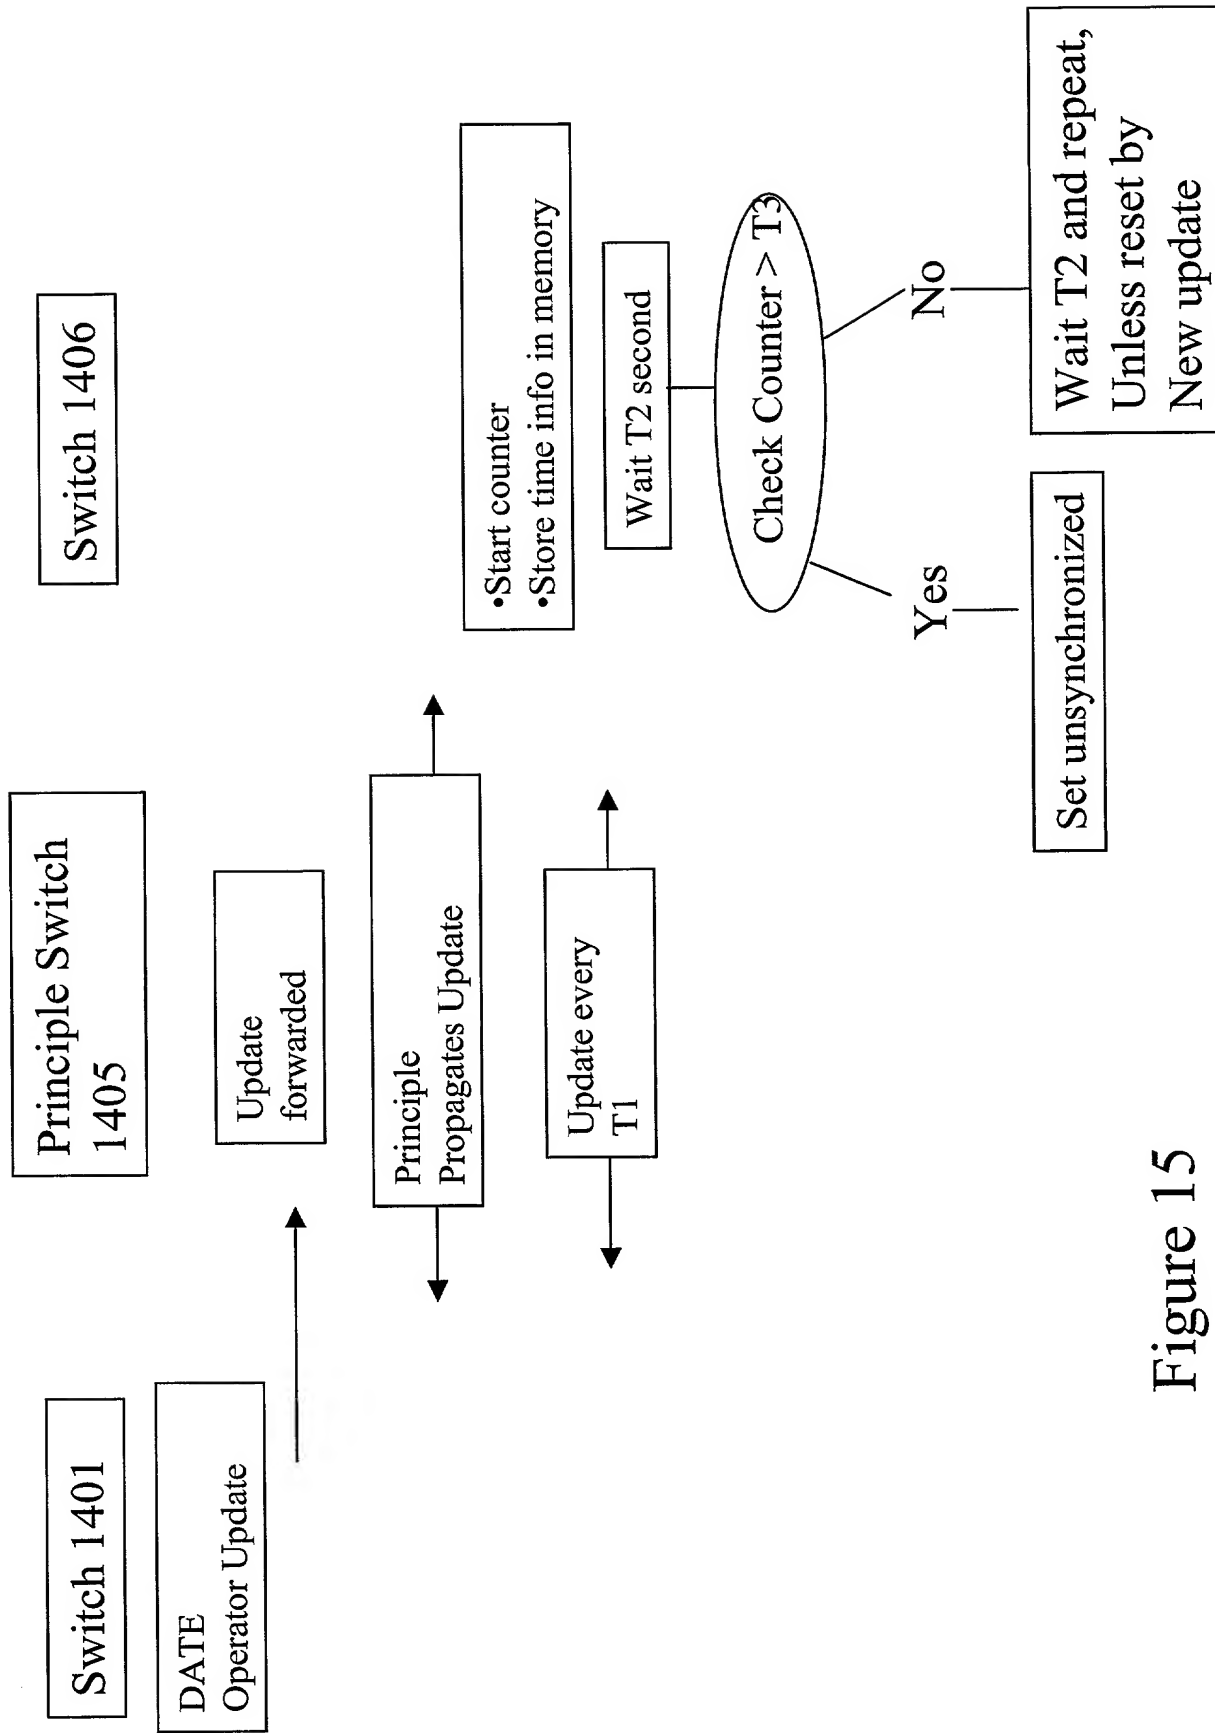 Switch 1401
DATE
Operator Update
Principle Switch
1405
Update
forwarded
Principle
Propagates Update
Update every
T1
Switch 1406
•Start counter
•Store time info in memory
Wait T2 second
Check Counter > T3
Yes
No
Set unsynchronized
Wait T2 and repeat,
Unless reset by
New update
Figure 15